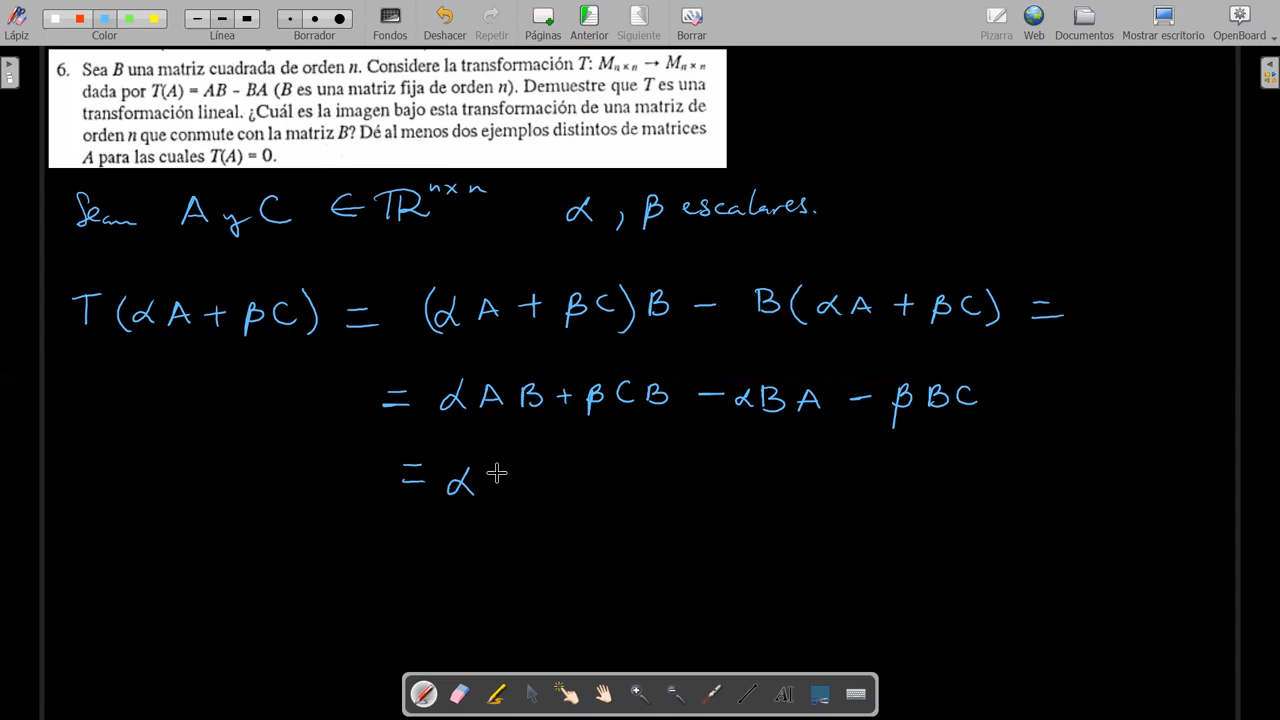 Lápiz Color Línea Borrador Fondos Deshacer Repetir Páginas Anterior Siguiente Borrar Pizarra Web Documentos Mostrar escritorio OpenBoard
6. Sea B una matriz cuadrada de orden n. Considere la transformación T: Mₙₓₙ → Mₙₓₙ
dada por T(A) = AB – BA (B es una matriz fija de orden n). Demuestre que T es una
transformación lineal. ¿Cuál es la imagen bajo esta transformación de una matriz de
orden n que conmute con la matriz B? Dé al menos dos ejemplos distintos de matrices
A para las cuales T(A) = 0.
Sean A y C ∈ ℝⁿˣⁿ α , β escalares.
T(αA + βC) = (αA + βC)B − B(αA + βC) =
= αAB + βCB − αBA − βBC
= α
AI